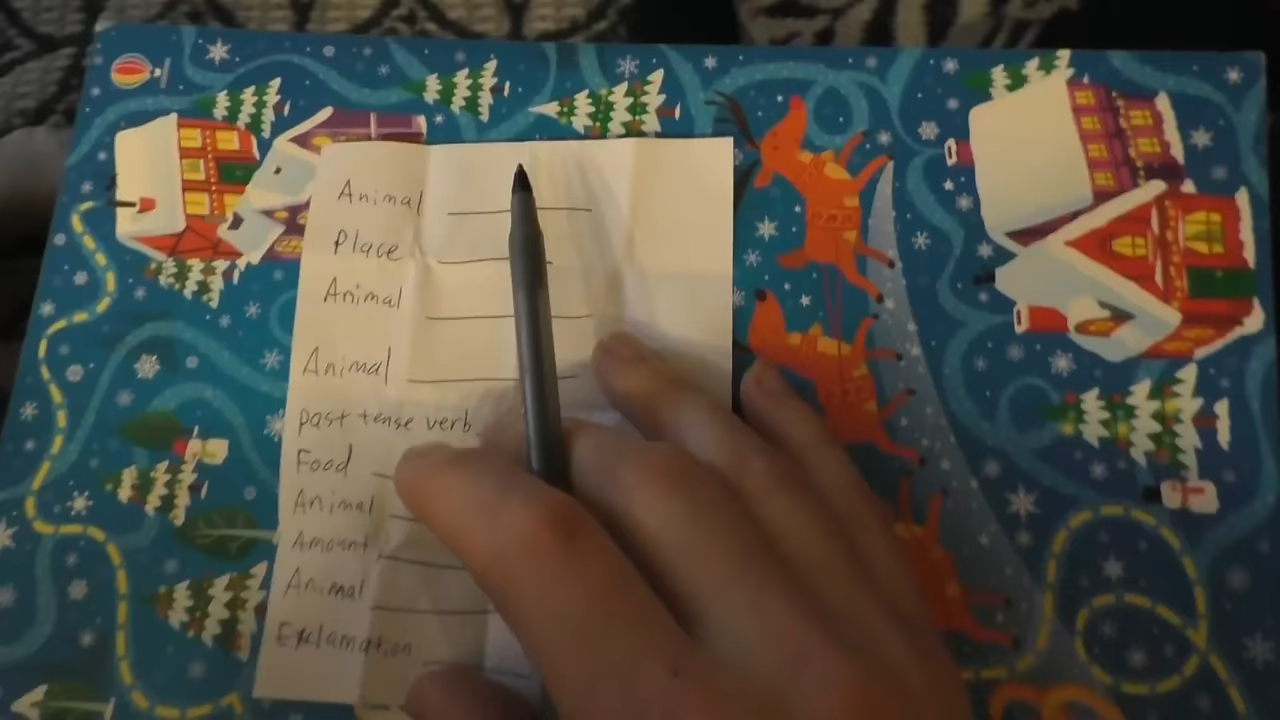 Animal
Place
Animal
Animal
past tense verb
Food
Animal
Amount
Animal
Exclamation